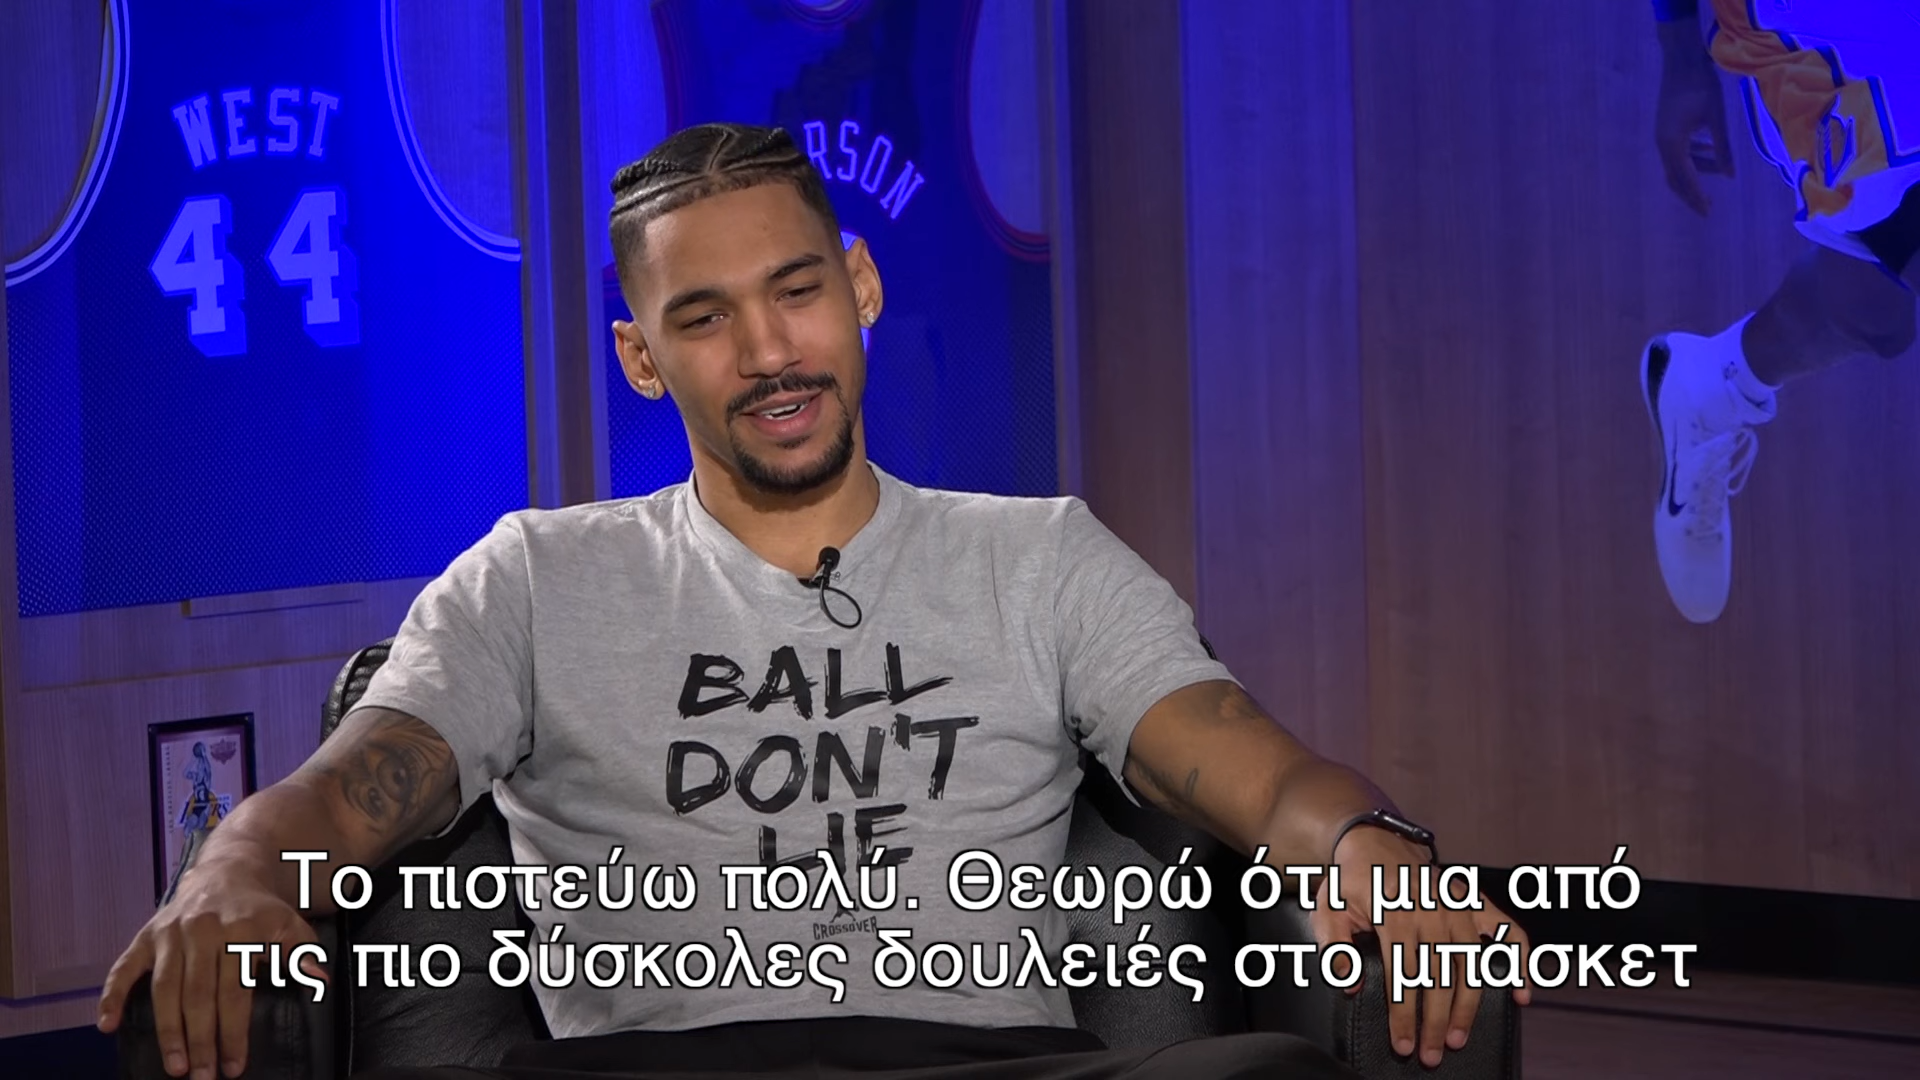 WEST
44
RSON
BALL
DON'T
LIE
CROSSOVER
Το πιστεύω πολύ. Θεωρώ ότι μια από
τις πιο δύσκολες δουλειές στο μπάσκετ